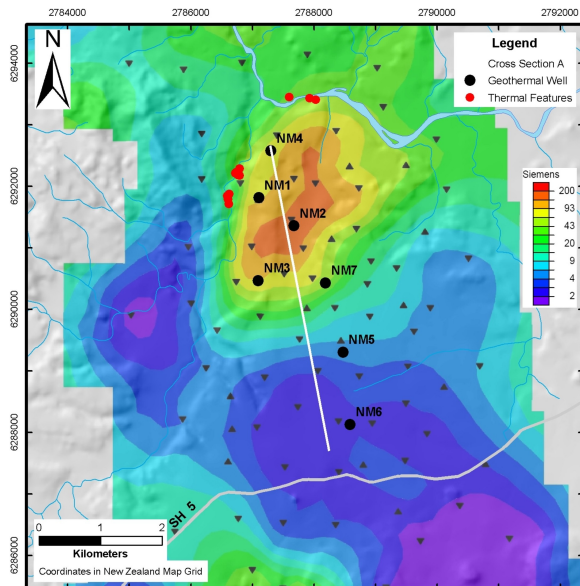 2784000
2786000
2788000
2790000
2792000
6294000
6292000
6290000
6288000
6286000
N
Legend
Cross Section A
Geothermal Well
Thermal Features
Siemens
200
93
43
20
9
4
2
NM4
NM1
NM2
NM3
NM7
NM5
NM6
SH 5
0 1 2
Kilometers
Coordinates in New Zealand Map Grid